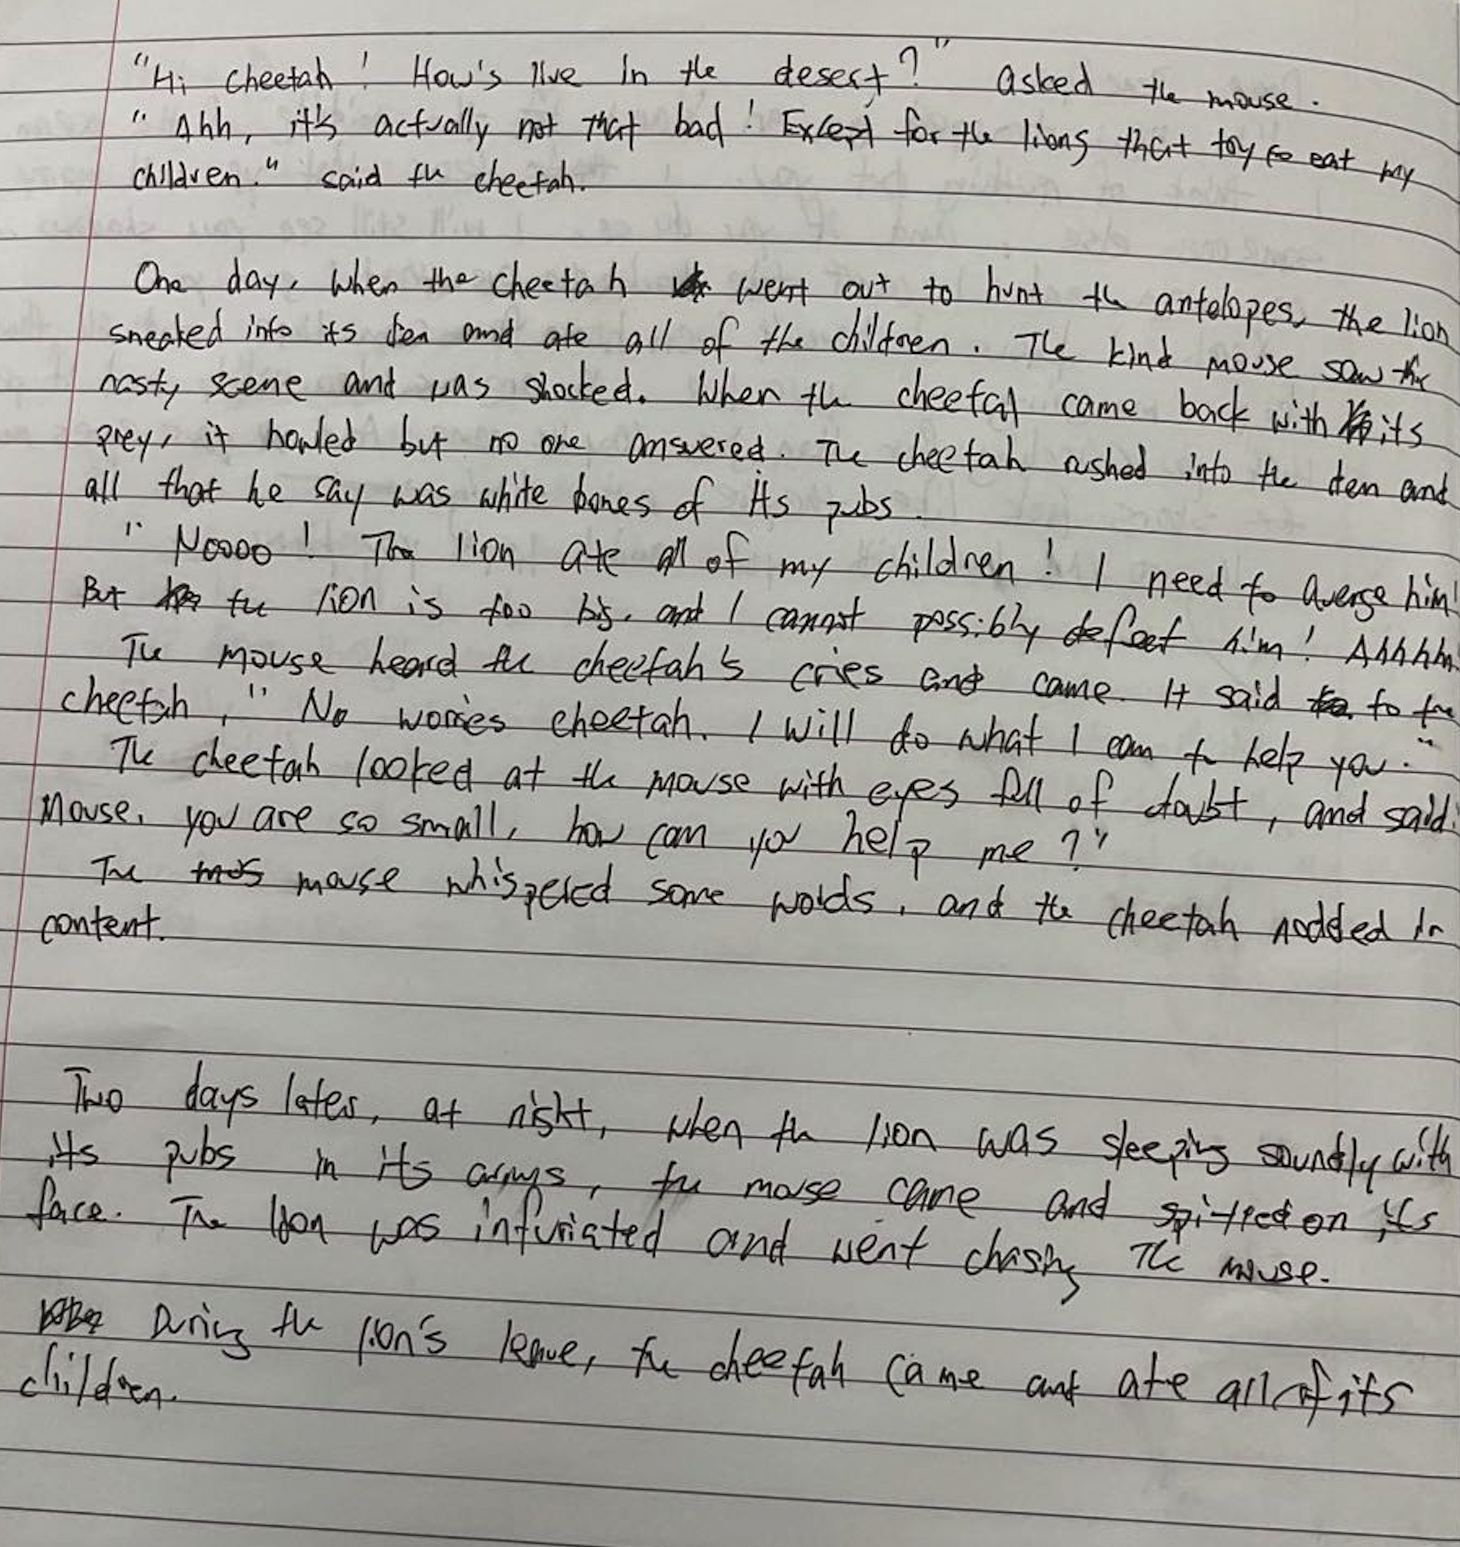 "Hi cheetah! How's live in the desert?" asked the mouse.
"Ahh, it's actually not that bad! Except for the lions that try to eat my
children." said the cheetah.
One day, when the cheetah went out to hunt the antelopes, the lion
sneaked into its den and ate all of the children. The kind mouse saw the
nasty scene and was shocked. When the cheetah came back with its
prey, it howled but no one answered. The cheetah rushed into the den and
all that he say was white bones of its pubs.
"Noooo! The lion ate all of my children! I need to averge him!
But the lion is too big, and I cannot possibly defeat him! Ahhhh
The mouse heard the cheetah's cries and came. It said to the
cheetah, "No worries cheetah. I will do what I can to help you."
The cheetah looked at the mouse with eyes full of doubt, and said:
Mouse, you are so small, how can you help me?"
The mouse whispered some words, and the cheetah nodded in
content.
Two days later, at night, when the lion was sleeping soundly with
its pubs in its arms, the mouse came and spitted on its
face. The lion was infuriated and went chasing the mouse.
During the lion's leave, the cheetah came and ate all of its
children.